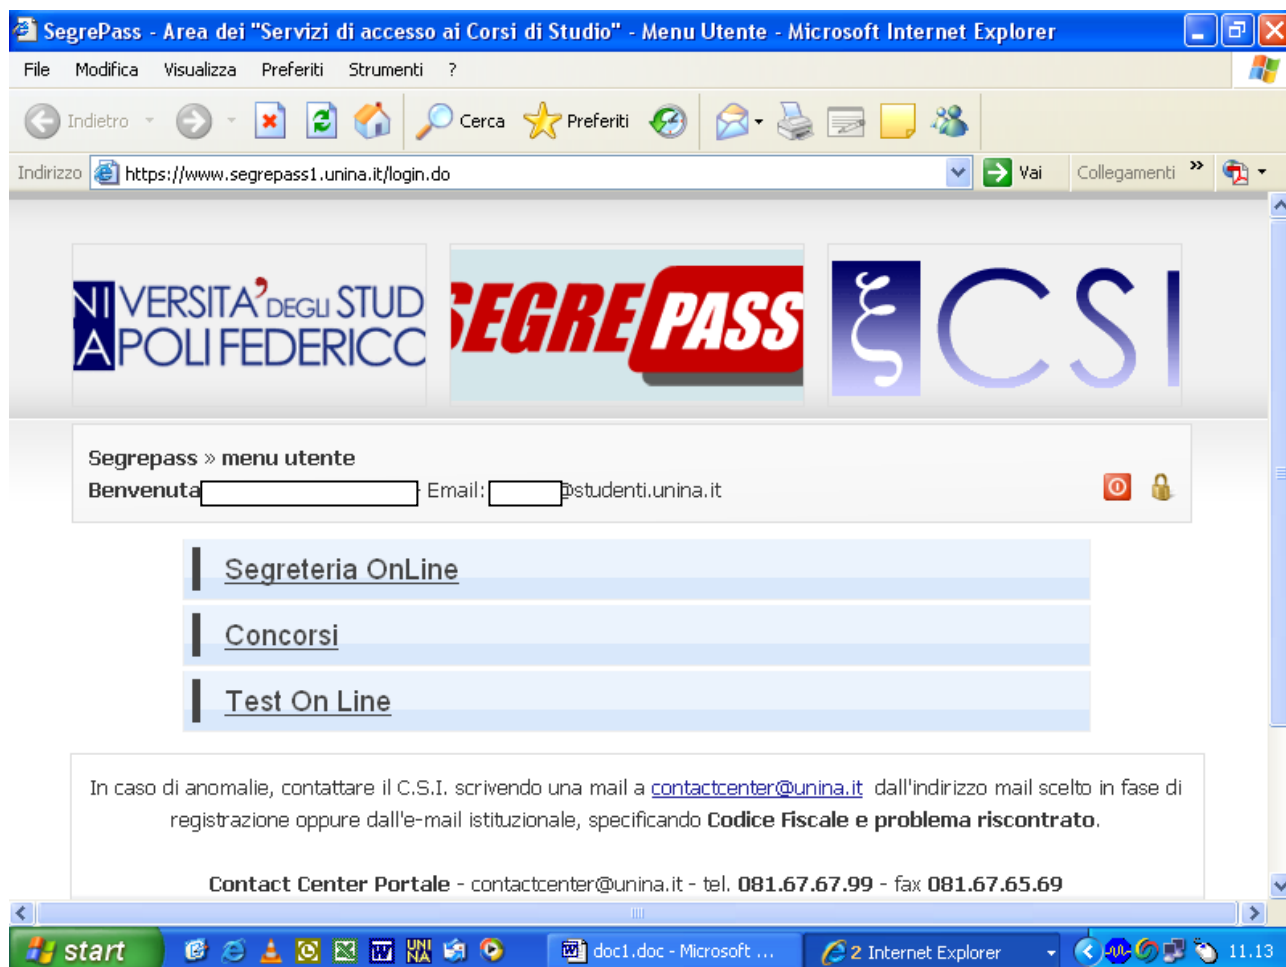 SegrePass - Area dei "Servizi di accesso ai Corsi di Studio" - Menu Utente - Microsoft Internet Explorer
File Modifica Visualizza Preferiti Strumenti ?
Indietro Cerca Preferiti
Indirizzo https://www.segrepass1.unina.it/login.do Vai Collegamenti »
NIVERSITA' DEGLI STUD
APOLI FEDERICO
SEGREPASS
ξ CSI
Segrepass » menu utente
Benvenuta - Email: @studenti.unina.it
Segreteria OnLine
Concorsi
Test On Line
In caso di anomalie, contattare il C.S.I. scrivendo una mail a contactcenter@unina.it dall'indirizzo mail scelto in fase di
registrazione oppure dall'e-mail istituzionale, specificando Codice Fiscale e problema riscontrato.
Contact Center Portale - contactcenter@unina.it - tel. 081.67.67.99 - fax 081.67.65.69
start UNI NA doc1.doc - Microsoft ... 2 Internet Explorer 11.13